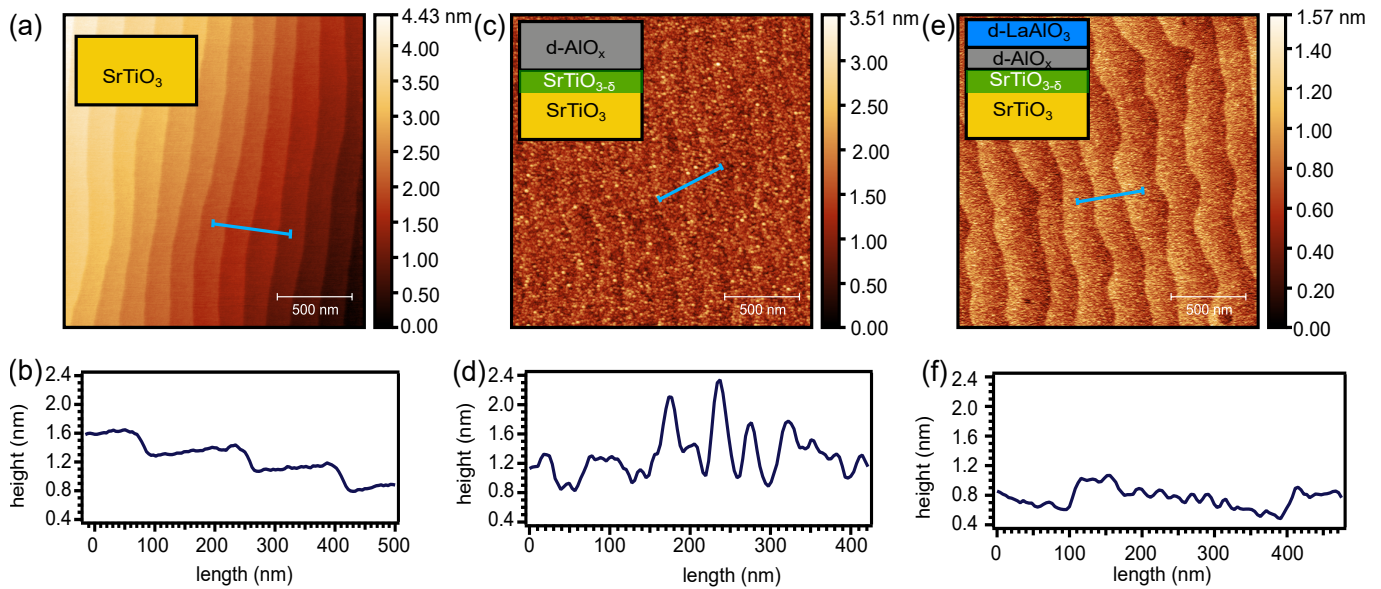 (a)
SrTiO₃
500 nm
4.43 nm
4.00
3.50
3.00
2.50
2.00
1.50
1.00
0.50
0.00
(c)
d-AlOₓ
SrTiO₃₋δ
SrTiO₃
500 nm
3.51 nm
3.00
2.50
2.00
1.50
1.00
0.50
0.00
(e)
d-LaAlO₃
d-AlOₓ
SrTiO₃₋δ
SrTiO₃
500 nm
1.57 nm
1.40
1.20
1.00
0.80
0.60
0.40
0.20
0.00
(b)
height (nm)
2.4
2.0
1.6
1.2
0.8
0.4
0 100 200 300 400 500
length (nm)
(d)
height (nm)
2.4
2.0
1.6
1.2
0.8
0.4
0 100 200 300 400
length (nm)
(f)
height (nm)
2.4
2.0
1.6
1.2
0.8
0.4
0 100 200 300 400
length (nm)